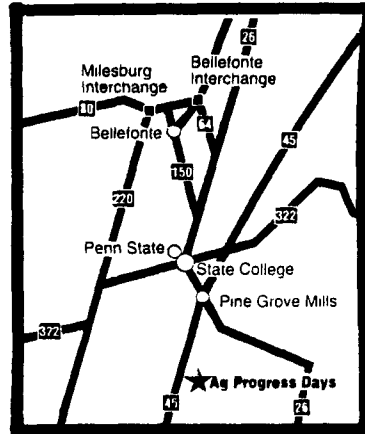 26
Bellefonte
Interchange
Milesburg
Interchange
80
64
45
Bellefonte
150
220
322
Penn State
State College
Pine Grove Mills
322
Ag Progress Days
45
26